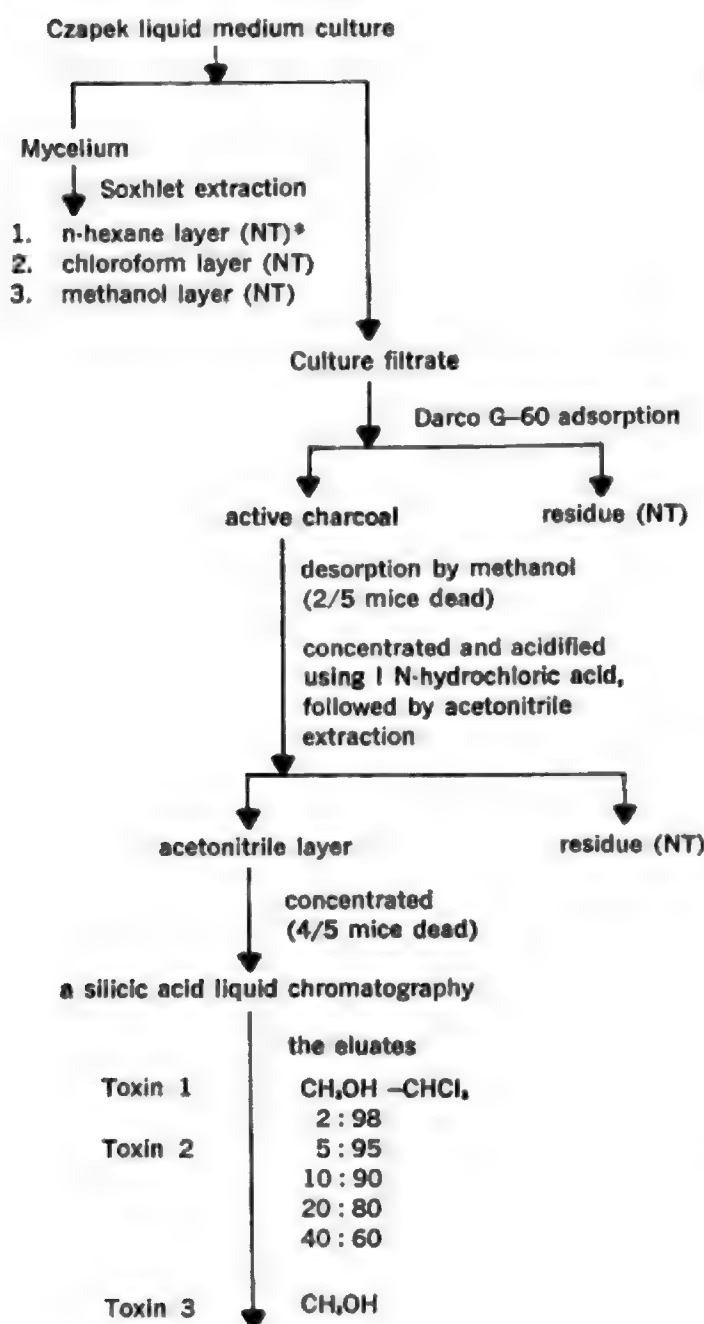 Czapek liquid medium culture
Mycelium
Soxhlet extraction
1. n-hexane layer (NT)*
2. chloroform layer (NT)
3. methanol layer (NT)
Culture filtrate
Darco G–60 adsorption
active charcoal
residue (NT)
desorption by methanol
(2/5 mice dead)
concentrated and acidified
using I N-hydrochloric acid,
followed by acetonitrile
extraction
acetonitrile layer
residue (NT)
concentrated
(4/5 mice dead)
a silicic acid liquid chromatography
the eluates
Toxin 1 CH₃OH –CHCl₃
2 : 98
Toxin 2 5 : 95
10 : 90
20 : 80
40 : 60
Toxin 3 CH₃OH